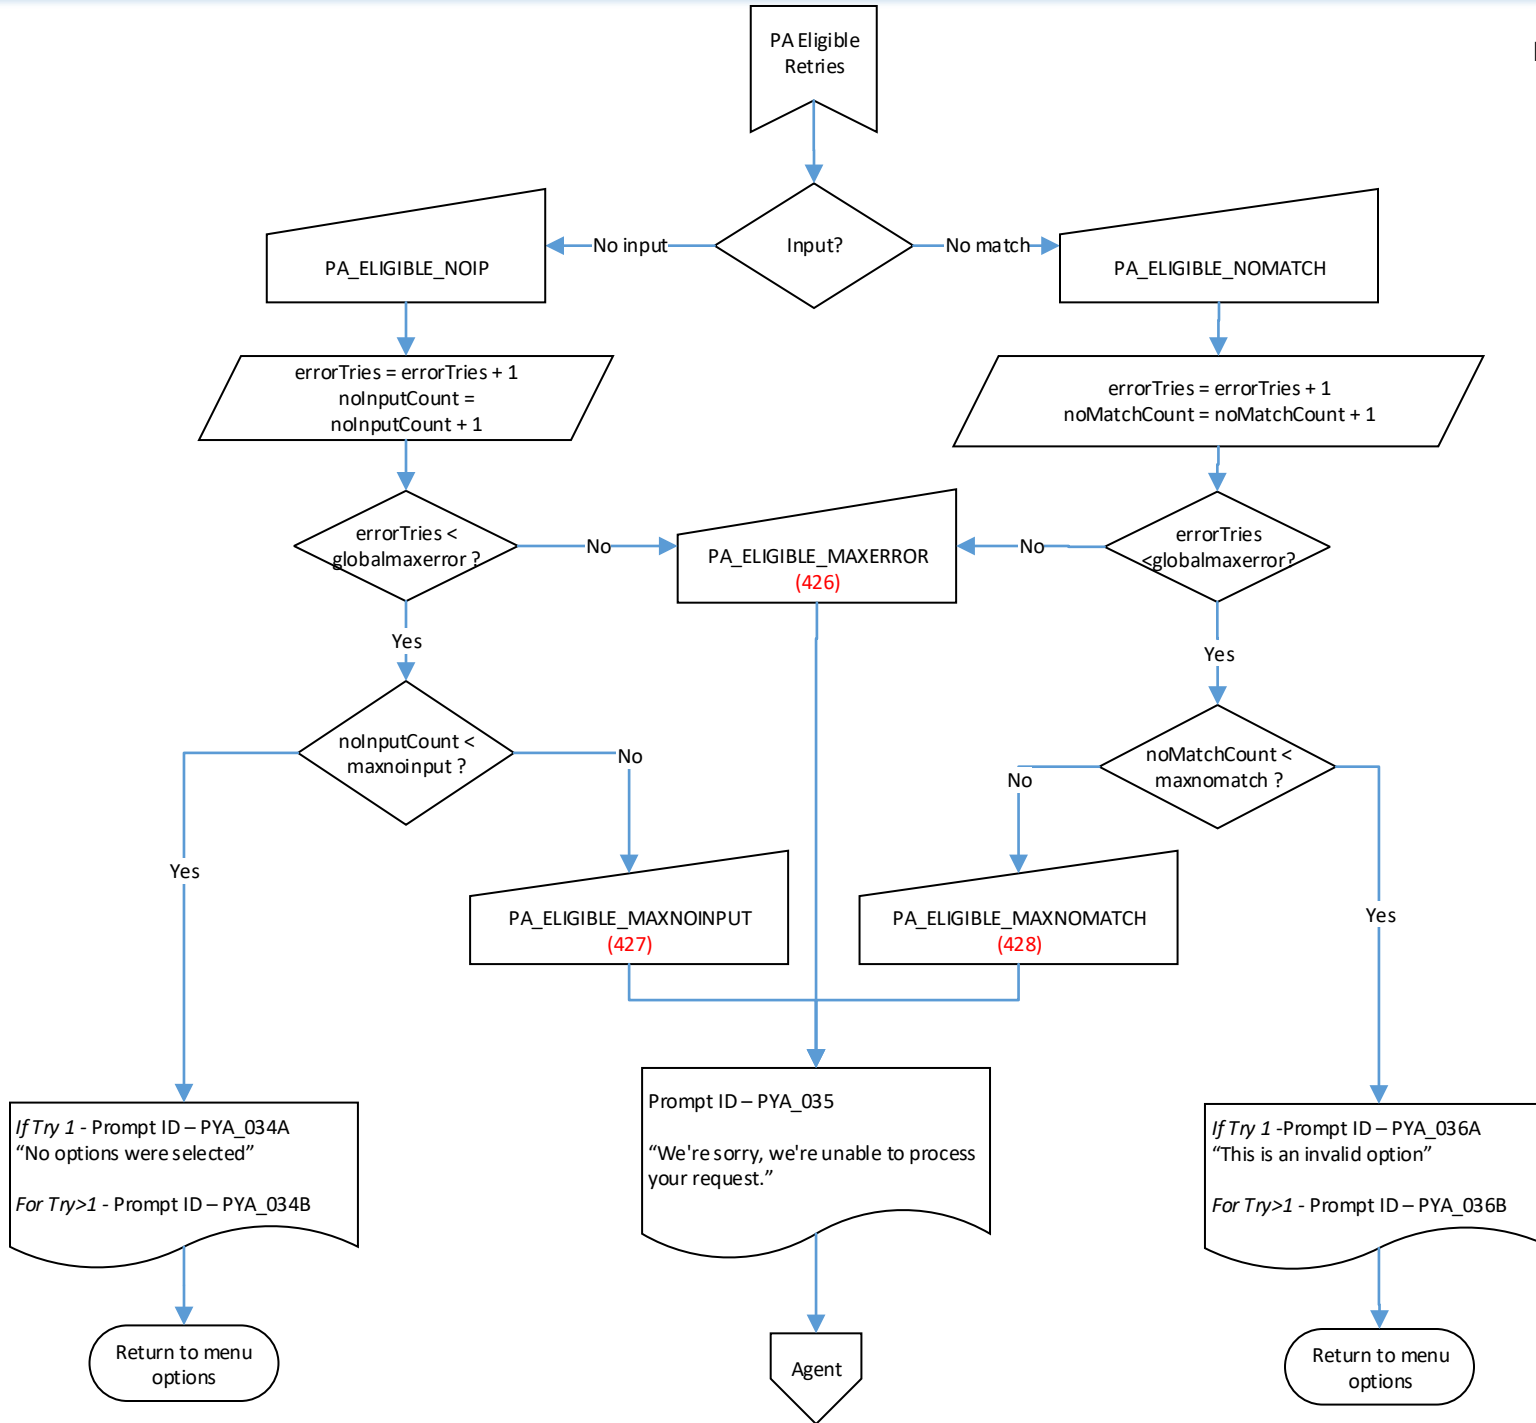 PA Eligible
Retries
Input?
No input
No match
PA_ELIGIBLE_NOIP
PA_ELIGIBLE_NOMATCH
errorTries = errorTries + 1
noInputCount =
noInputCount + 1
errorTries = errorTries + 1
noMatchCount = noMatchCount + 1
errorTries <
globalmaxerror ?
No
PA_ELIGIBLE_MAXERROR
(426)
No
errorTries
<globalmaxerror?
Yes
Yes
noInputCount <
maxnoinput ?
No
noMatchCount <
maxnomatch ?
No
Yes
Yes
PA_ELIGIBLE_MAXNOINPUT
(427)
PA_ELIGIBLE_MAXNOMATCH
(428)
If Try 1 - Prompt ID – PYA_034A
“No options were selected”
For Try>1 - Prompt ID – PYA_034B
Prompt ID – PYA_035
“We're sorry, we're unable to process
your request.”
If Try 1 -Prompt ID – PYA_036A
“This is an invalid option”
For Try>1 - Prompt ID – PYA_036B
Return to menu
options
Agent
Return to menu
options